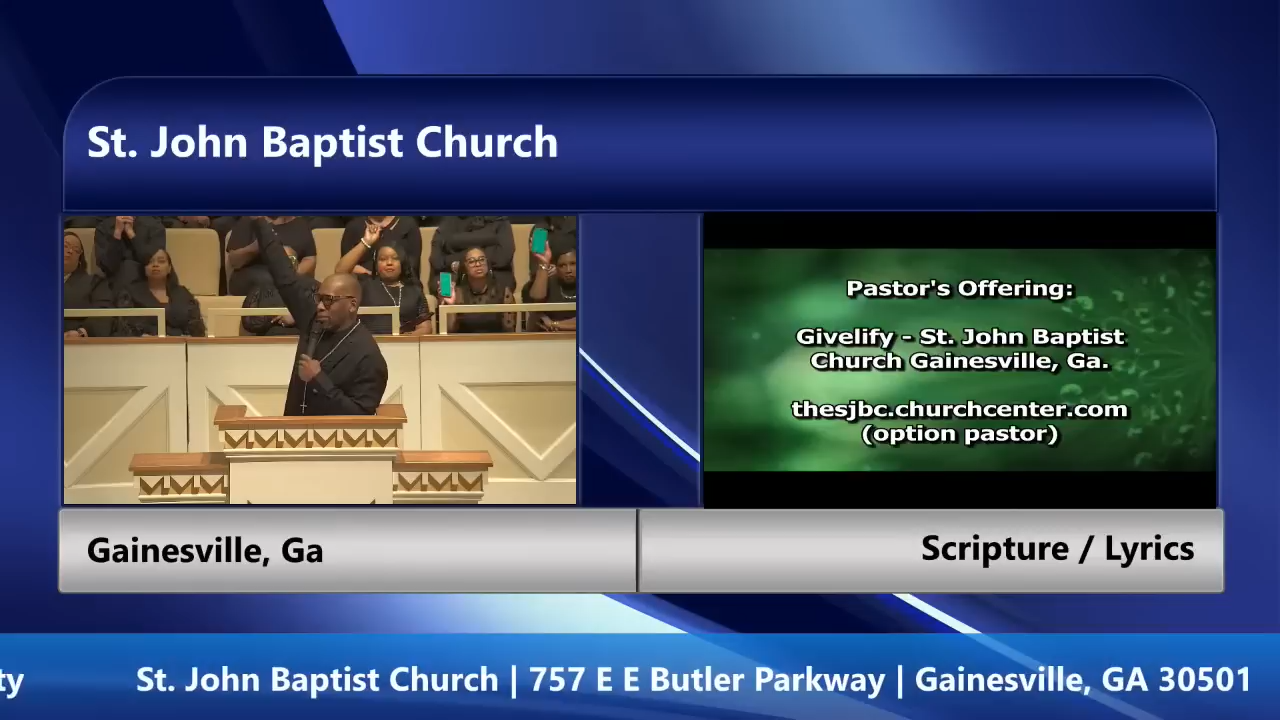 St. John Baptist Church
Pastor's Offering:
Givelify - St. John Baptist
Church Gainesville, Ga.
thesjbc.churchcenter.com
(option pastor)
Gainesville, Ga
Scripture / Lyrics
ty St. John Baptist Church | 757 E E Butler Parkway | Gainesville, GA 30501